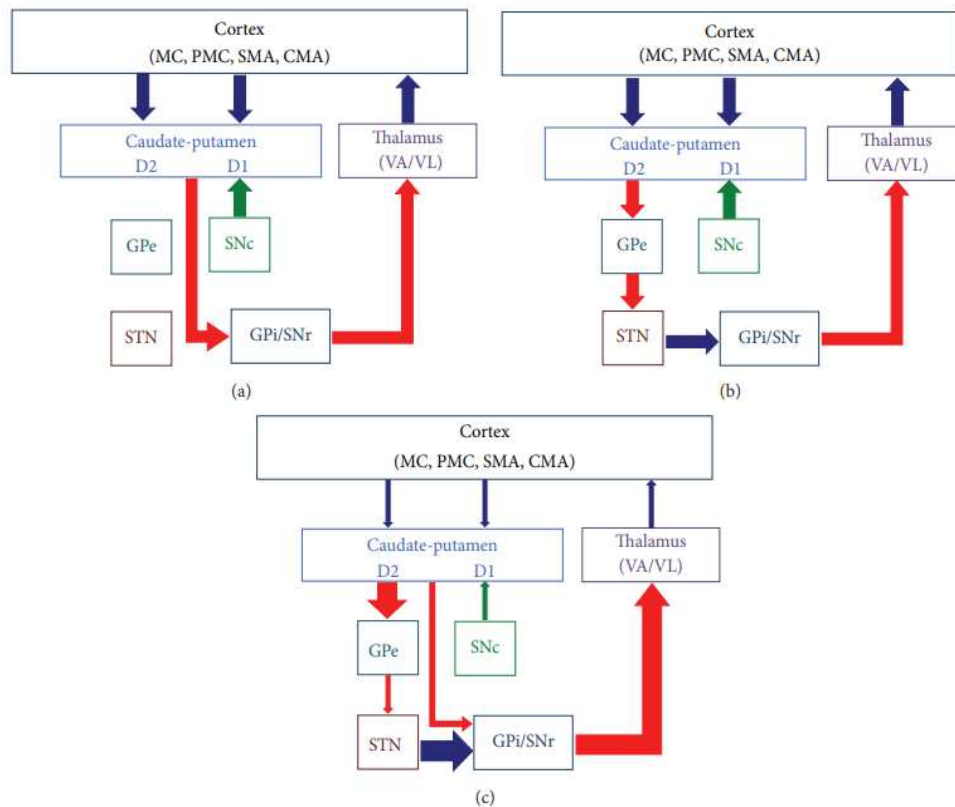 Cortex
(MC, PMC, SMA, CMA)
Caudate-putamen
D2 D1
Thalamus
(VA/VL)
GPe
SNc
STN
GPi/SNr
(a)
Cortex
(MC, PMC, SMA, CMA)
Caudate-putamen
D2 D1
Thalamus
(VA/VL)
GPe
SNc
STN
GPi/SNr
(b)
Cortex
(MC, PMC, SMA, CMA)
Caudate-putamen
D2 D1
Thalamus
(VA/VL)
GPe
SNc
STN
GPi/SNr
(c)